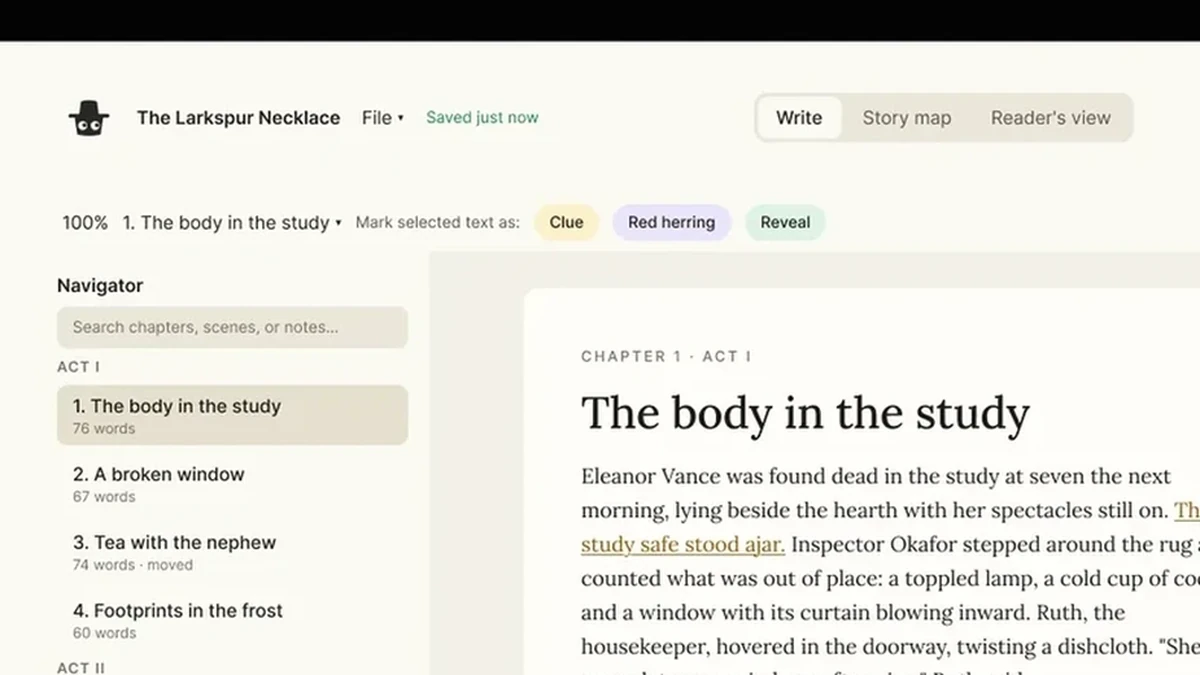 The Larkspur Necklace File ▾ Saved just now Write Story map Reader's view
100% 1. The body in the study ▾ Mark selected text as: Clue Red herring Reveal
Navigator
Search chapters, scenes, or notes...
ACT I
1. The body in the study
76 words
2. A broken window
67 words
3. Tea with the nephew
74 words · moved
4. Footprints in the frost
60 words
ACT II
CHAPTER 1 · ACT I
The body in the study
Eleanor Vance was found dead in the study at seven the next
morning, lying beside the hearth with her spectacles still on.
study safe stood ajar. Inspector Okafor stepped around the rug
counted what was out of place: a toppled lamp, a cold cup of
and a window with its curtain blowing inward. Ruth, the
housekeeper, hovered in the doorway, twisting a dishcloth. "She